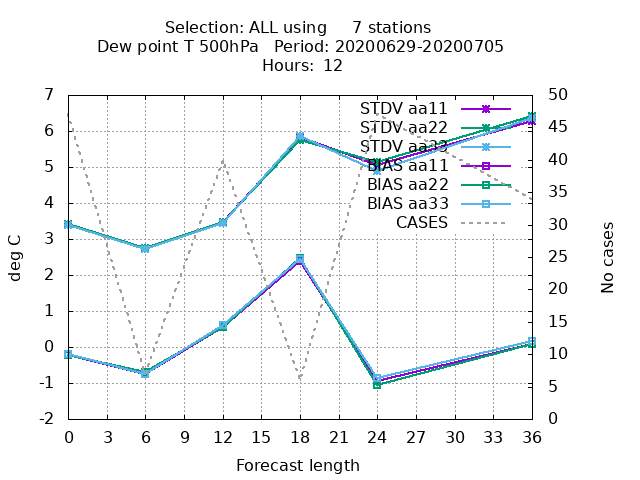 Selection: ALL using     7 stations
Dew point T 500hPa   Period: 20200629-20200705
Hours:  12
7
6
5
4
3
2
1
0
-1
-2
deg C
STDV aa11
STDV aa22
STDV aa33
BIAS aa11
BIAS aa22
BIAS aa33
CASES
50
45
40
35
30
25
20
15
10
5
0
No cases
0 3 6 9 12 15 18 21 24 27 30 33 36
Forecast length